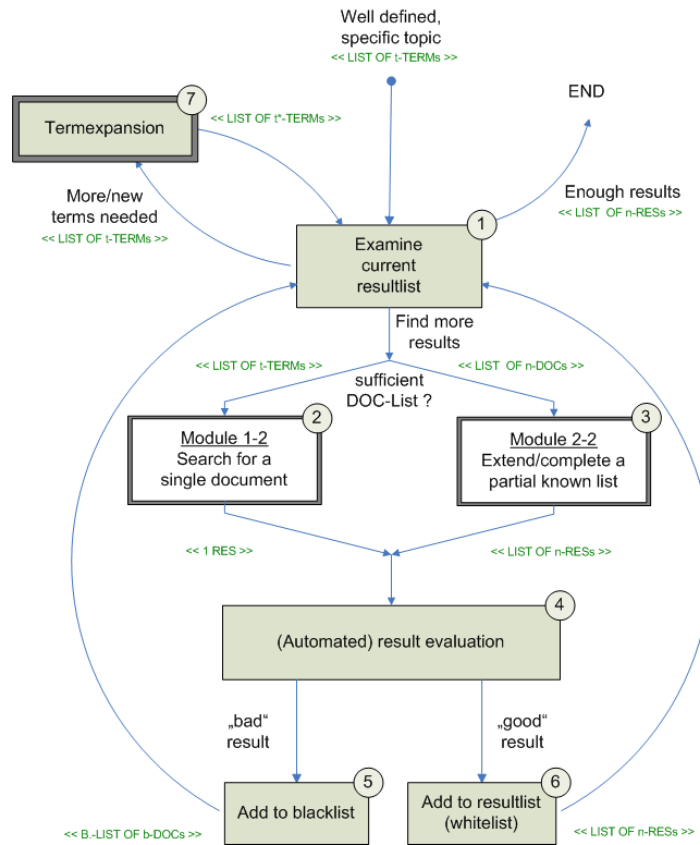 Well defined,
specific topic
<< LIST OF t-TERMs >>
7
Termexpansion
<< LIST OF t*-TERMs >>
END
More/new
terms needed
<< LIST OF t-TERMs >>
Enough results
<< LIST OF n-RESs >>
1
Examine
current
resultlist
Find more
results
<< LIST OF t-TERMs >>
<< LIST OF n-DOCs >>
sufficient
DOC-List ?
2
Module 1-2
Search for a
single document
3
Module 2-2
Extend/complete a
partial known list
<< 1 RES >>
<< LIST OF n-RESs >>
4
(Automated) result evaluation
„bad“
result
„good“
result
5
Add to blacklist
6
Add to resultlist
(whitelist)
<< B.-LIST OF b-DOCs >>
<< LIST OF n-RESs >>